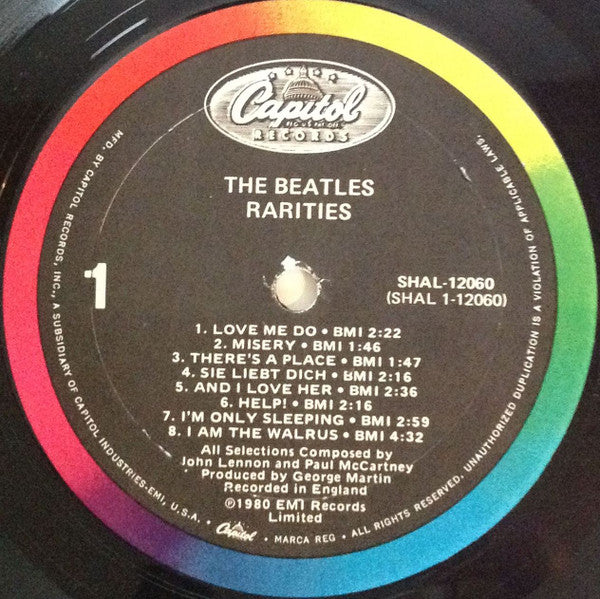 Capitol
REG. U.S. PAT. OFF.
RECORDS
THE BEATLES
RARITIES
1
SHAL-12060
(SHAL 1-12060)
1. LOVE ME DO • BMI 2:22
2. MISERY • BMI 1:46
3. THERE'S A PLACE • BMI 1:47
4. SIE LIEBT DICH • BMI 2:16
5. AND I LOVE HER • BMI 2:36
6. HELP! • BMI 2:16
7. I'M ONLY SLEEPING • BMI 2:59
8. I AM THE WALRUS • BMI 4:32
All Selections Composed by
John Lennon and Paul McCartney
Produced by George Martin
Recorded in England
℗1980 EMI Records
Limited
MFD. BY CAPITOL RECORDS, INC., A SUBSIDIARY OF CAPITOL INDUSTRIES-EMI, U.S.A. • Capitol • MARCA REG • ALL RIGHTS RESERVED. UNAUTHORIZED DUPLICATION IS A VIOLATION OF APPLICABLE LAWS.